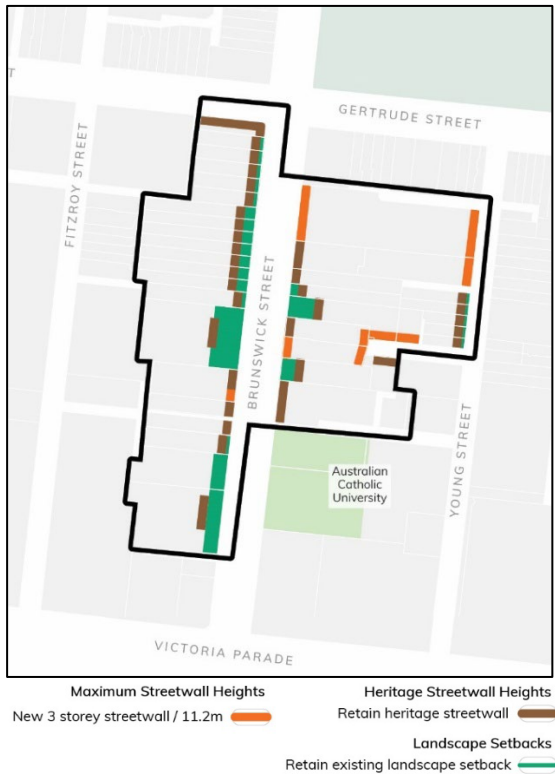 T
GERTRUDE STREET
FITZROY STREET
BRUNSWICK STREET
Australian
Catholic
University
YOUNG STREET
VICTORIA PARADE
Maximum Streetwall Heights
New 3 storey streetwall / 11.2m
Heritage Streetwall Heights
Retain heritage streetwall
Landscape Setbacks
Retain existing landscape setback